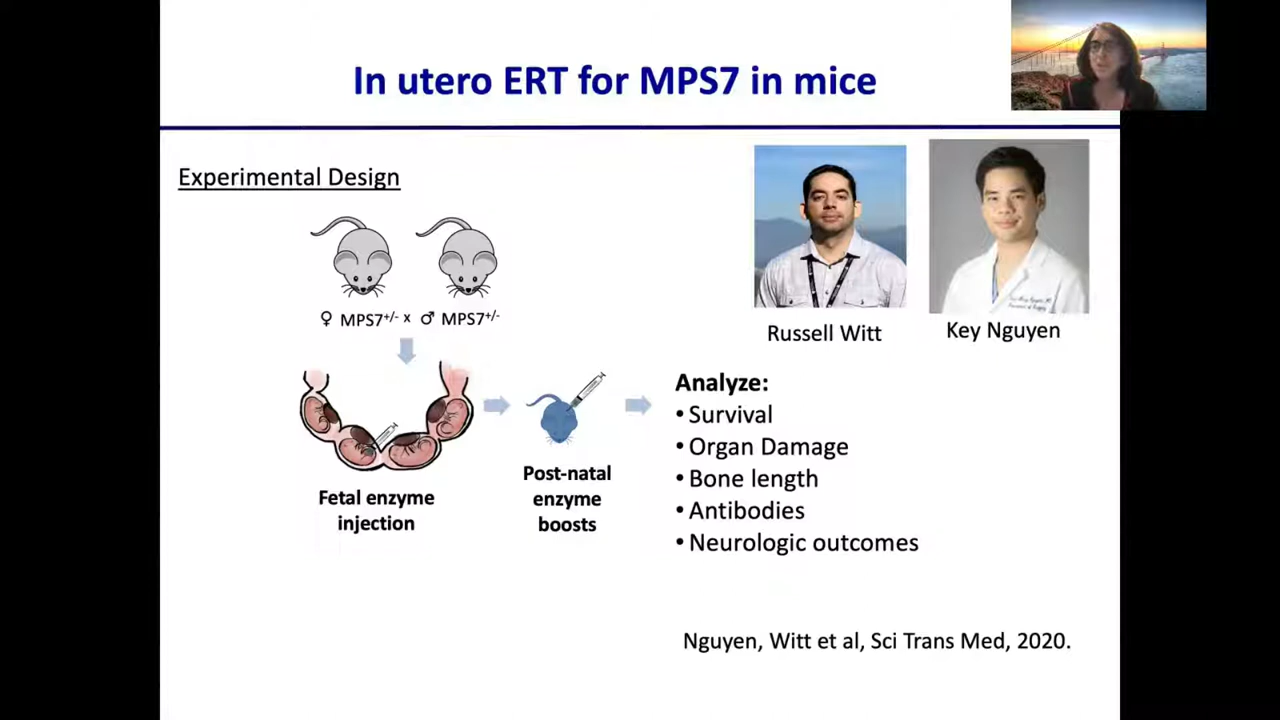 In utero ERT for MPS7 in mice
Experimental Design
♀ MPS7+/- x ♂ MPS7+/-
Fetal enzyme
injection
Post-natal
enzyme
boosts
Russell Witt
Key Nguyen
Analyze:
• Survival
• Organ Damage
• Bone length
• Antibodies
• Neurologic outcomes
Nguyen, Witt et al, Sci Trans Med, 2020.